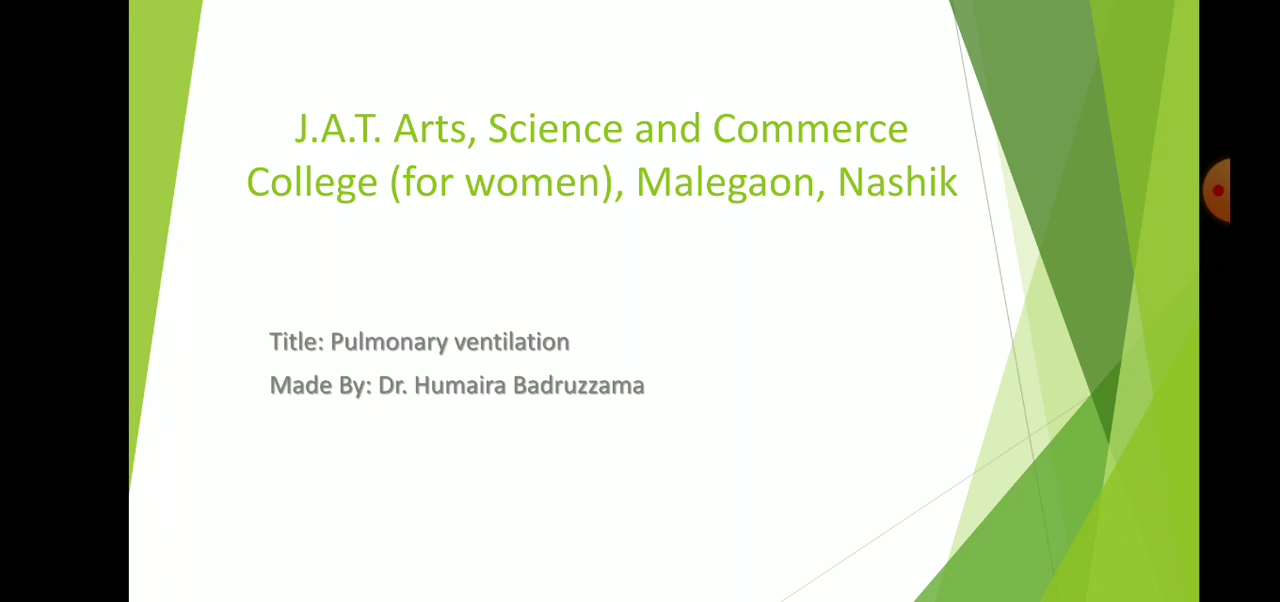 J.A.T. Arts, Science and Commerce
College (for women), Malegaon, Nashik
Title: Pulmonary ventilation
Made By: Dr. Humaira Badruzzama